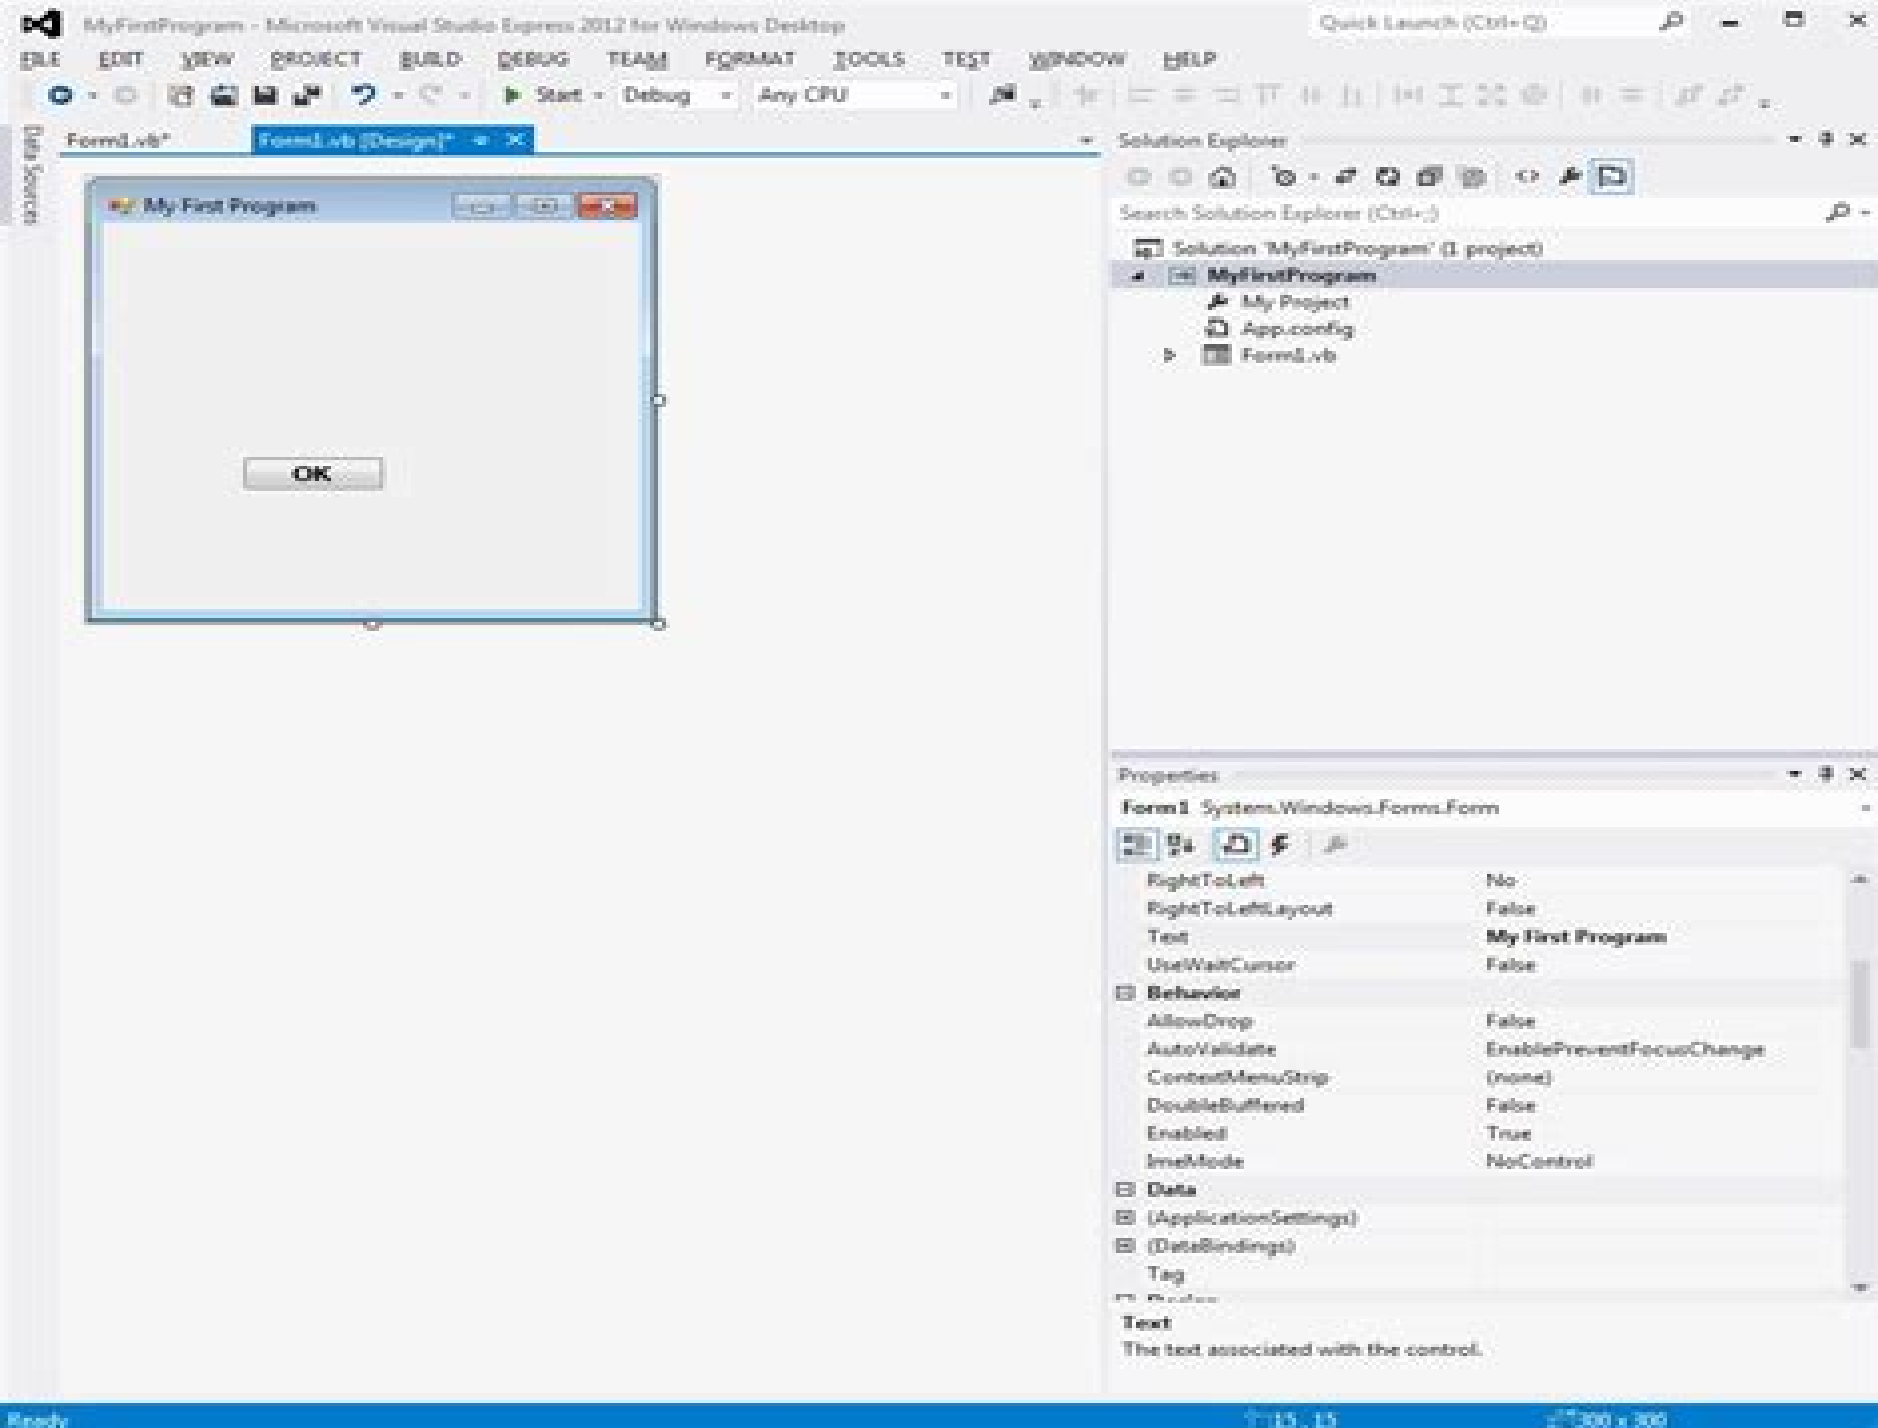 MyFirstProgram - Microsoft Visual Studio Express 2012 for Windows Desktop
Quick Launch (Ctrl+Q)
FILE EDIT VIEW PROJECT BUILD DEBUG TEAM FORMAT TOOLS TEST WINDOW HELP
Start Debug Any CPU
Data Sources
Form1.vb* Form1.vb [Design]*
My First Program
OK
Solution Explorer
Search Solution Explorer (Ctrl+;)
Solution 'MyFirstProgram' (1 project)
MyFirstProgram
My Project
App.config
Form1.vb
Properties
Form1 System.Windows.Forms.Form
RightToLeft No
RightToLeftLayout False
Text My First Program
UseWaitCursor False
Behavior
AllowDrop False
AutoValidate EnablePreventFocusChange
ContextMenuStrip (none)
DoubleBuffered False
Enabled True
ImeMode NoControl
Data
(ApplicationSettings)
(DataBindings)
Tag
Design
Text
The text associated with the control.
Ready 15 , 15 300 x 300